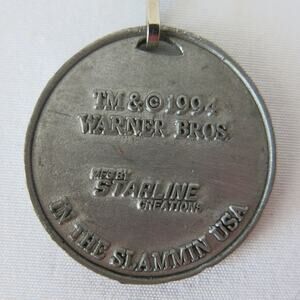 TM & © 1994
WARNER BROS.
MFG BY
STARLINE
CREATIONS
IN THE SLAMMIN USA